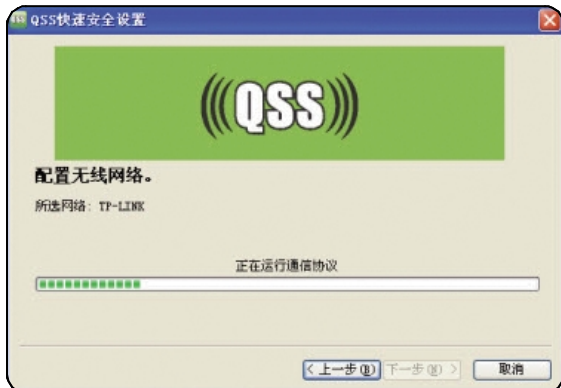 QSS快速安全设置
QSS
配置无线网络。
所选网络: TP-LINK
正在运行通信协议
< 上一步(B) 下一步(N) > 取消